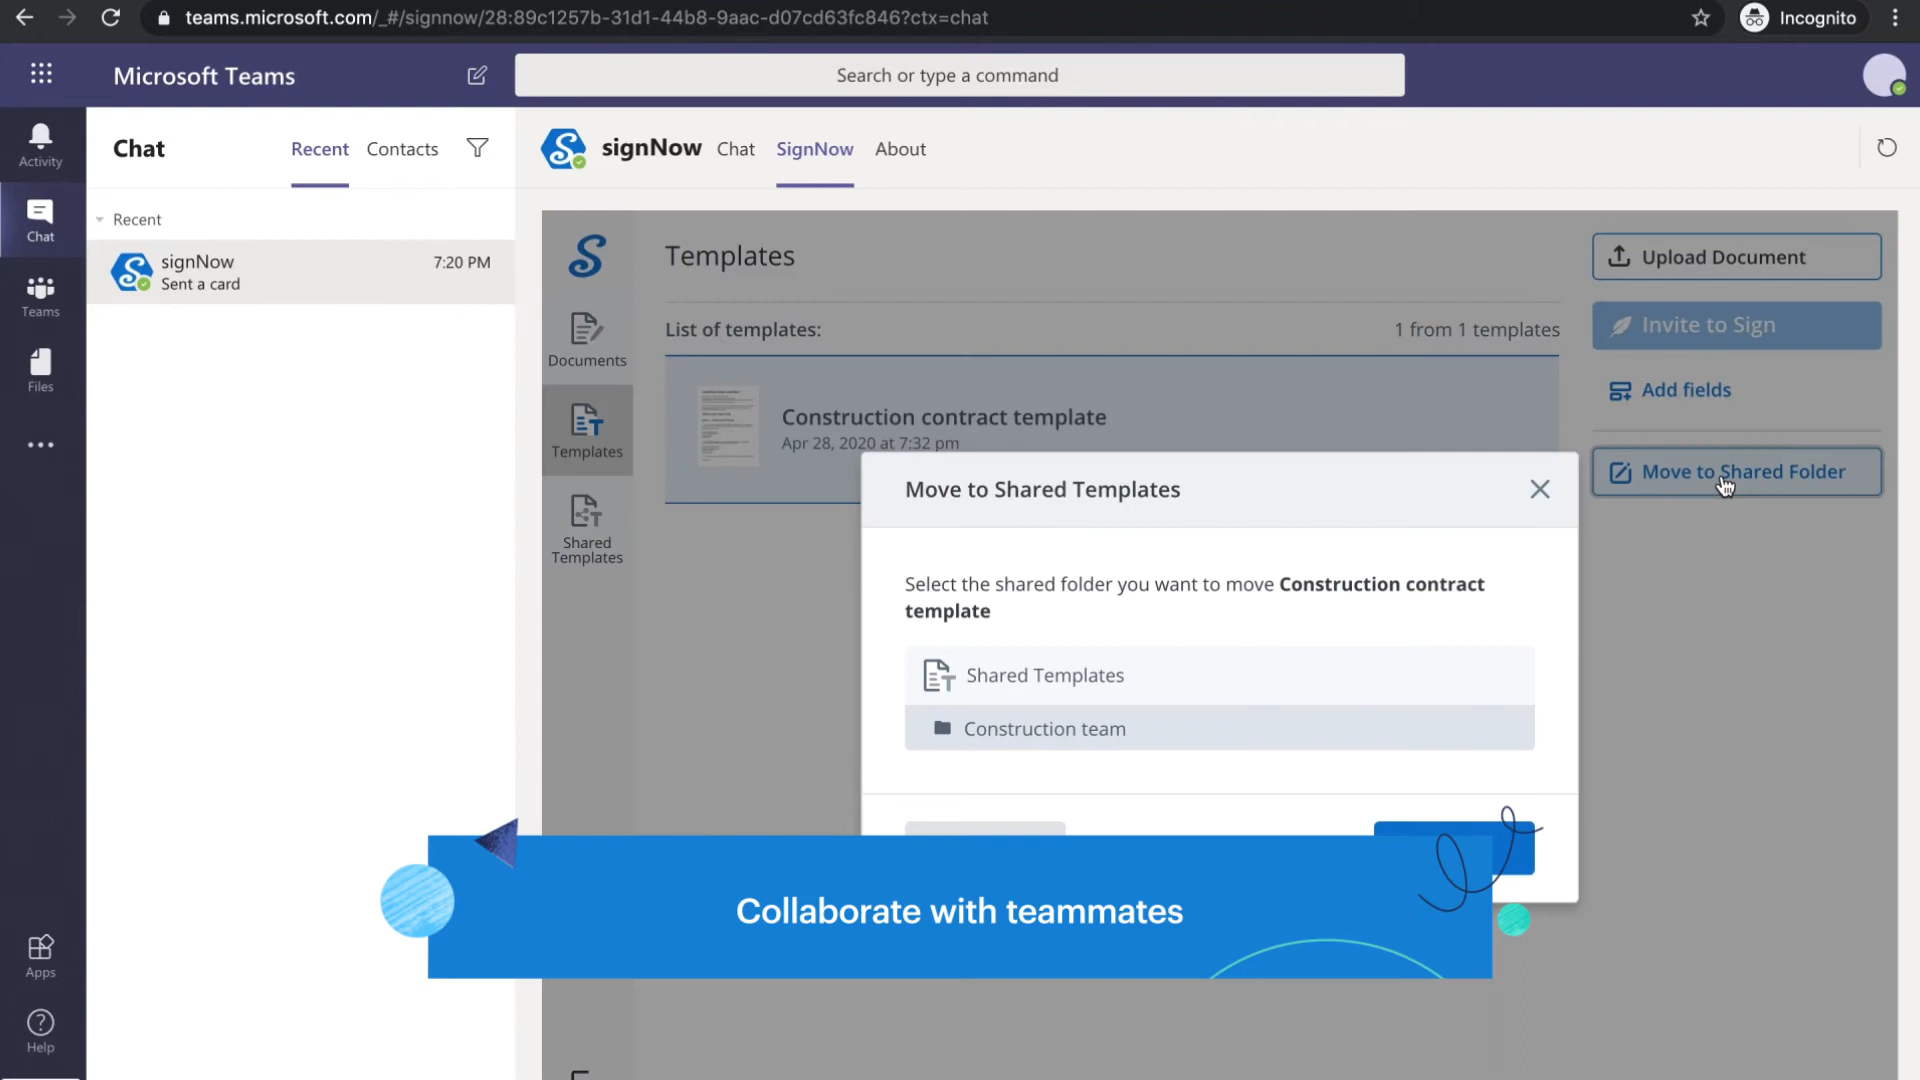 teams.microsoft.com/_#/signnow/28:89c1257b-31d1-44b8-9aac-d07cd63fc846?ctx=chat
Incognito
Microsoft Teams
Search or type a command
Activity
Chat
Teams
Files
Apps
Help
Chat
Recent
Contacts
Recent
signNow
7:20 PM
Sent a card
signNow
Chat
SignNow
About
Documents
Templates
Shared
Templates
Templates
List of templates:
1 from 1 templates
Construction contract template
Apr 28, 2020 at 7:32 pm
Upload Document
Invite to Sign
Add fields
Move to Shared Folder
Move to Shared Templates
Select the shared folder you want to move Construction contract
template
Shared Templates
Construction team
Collaborate with teammates